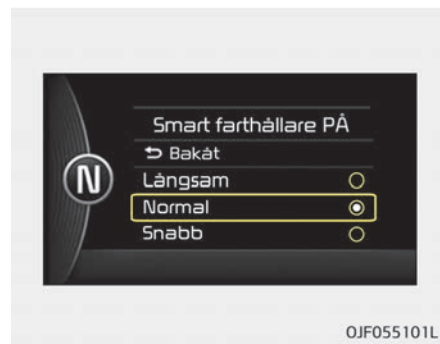 Smart farthållare PÅ
Bakåt
N
Långsam
Normal
Snabb
OJF055101L